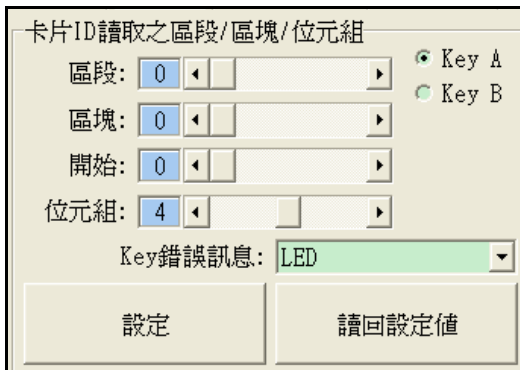 卡片ID讀取之區段/區塊/位元組
區段: 0
Key A
區塊: 0
Key B
開始: 0
位元組: 4
Key錯誤訊息: LED
設定 讀回設定值